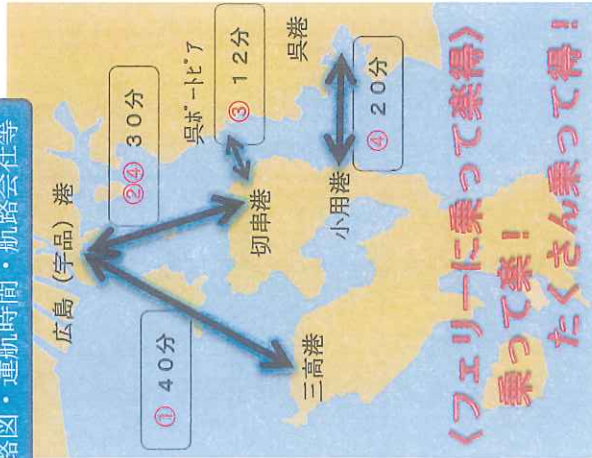 路図・運航時間・航路会社等
広島（宇品）港
②④ ３０分
呉ポートピア
③ １２分
呉港
① ４０分
切串港
④ ２０分
小用港
三高港
〈フェリーに乗って楽得〉
乗って楽！
たくさん乗って得！